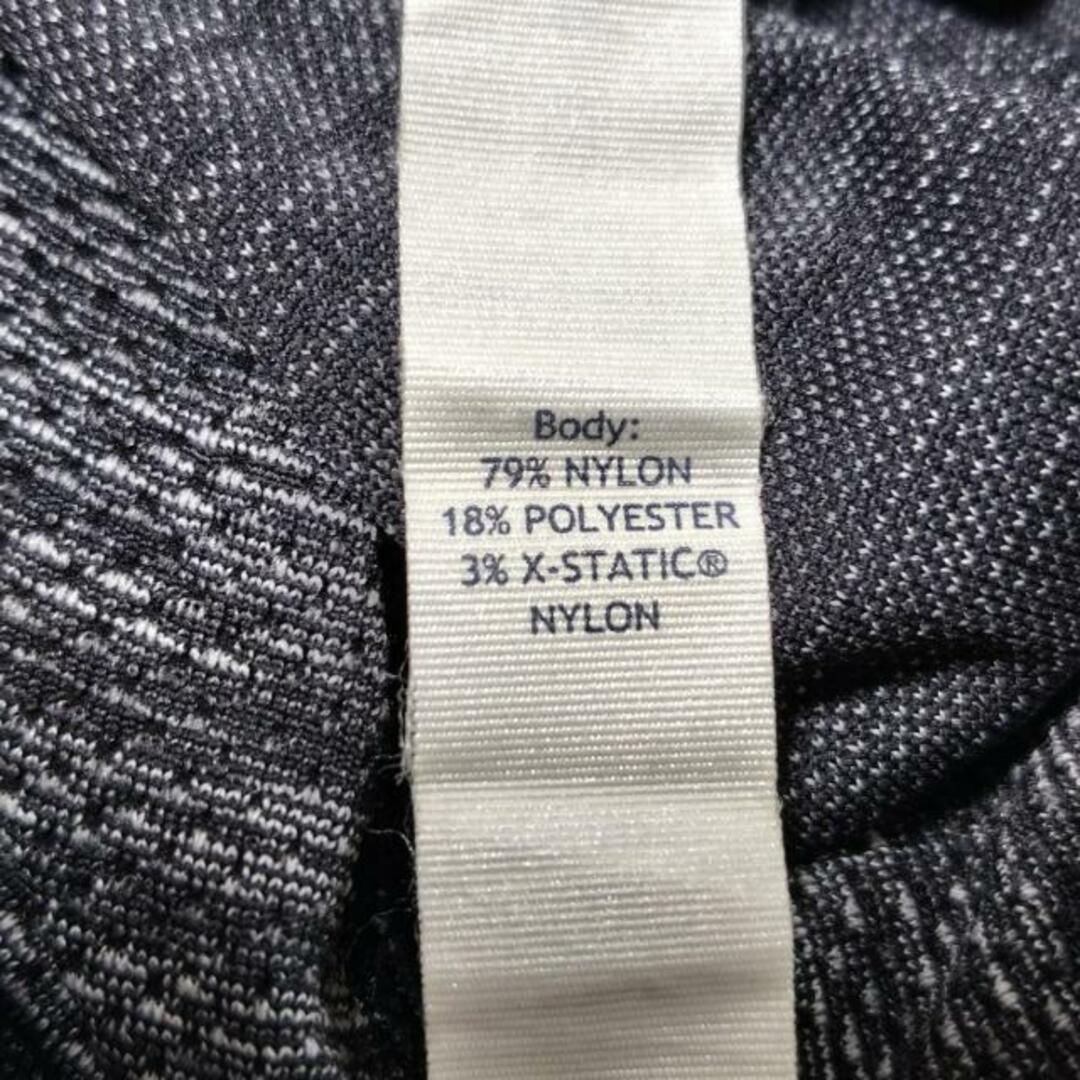 Body:
79% NYLON
18% POLYESTER
3% X-STATIC®
NYLON